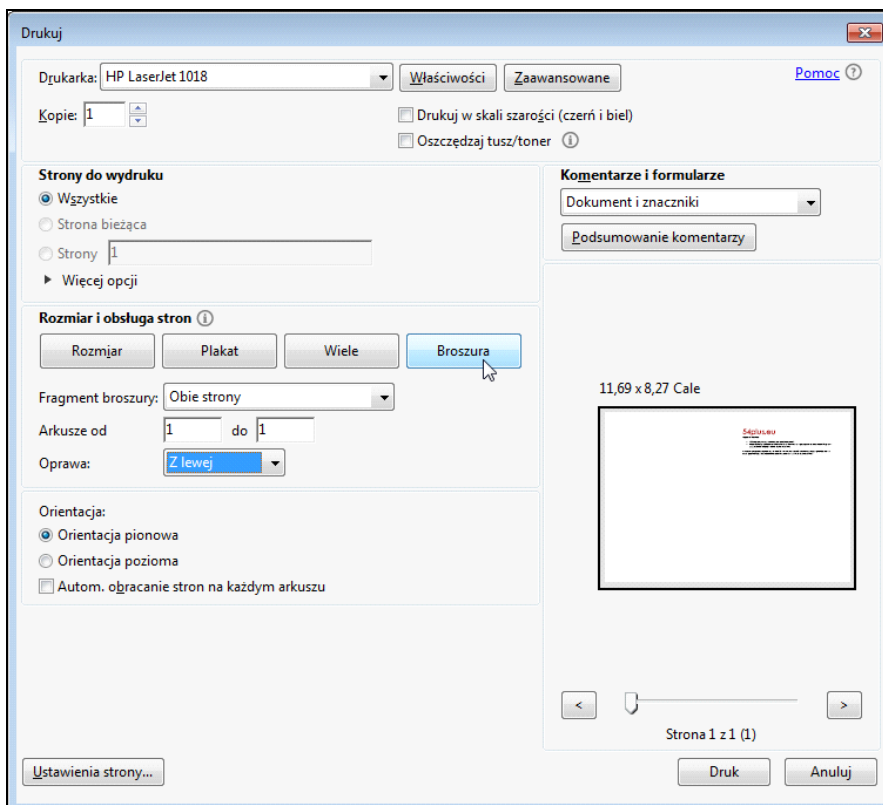 Drukuj
Drukarka: HP LaserJet 1018 Właściwości Zaawansowane Pomoc
Kopie: 1 Drukuj w skali szarości (czerń i biel)
Oszczędzaj tusz/toner
Strony do wydruku
Wszystkie
Strona bieżąca
Strony 1
Więcej opcji
Komentarze i formularze
Dokument i znaczniki
Podsumowanie komentarzy
Rozmiar i obsługa stron
Rozmiar Plakat Wiele Broszura
Fragment broszury: Obie strony
Arkusze od 1 do 1
Oprawa: Z lewej
Orientacja:
Orientacja pionowa
Orientacja pozioma
Autom. obracanie stron na każdym arkuszu
11,69 x 8,27 Cale
54plus.eu
< >
Strona 1 z 1 (1)
Ustawienia strony... Druk Anuluj